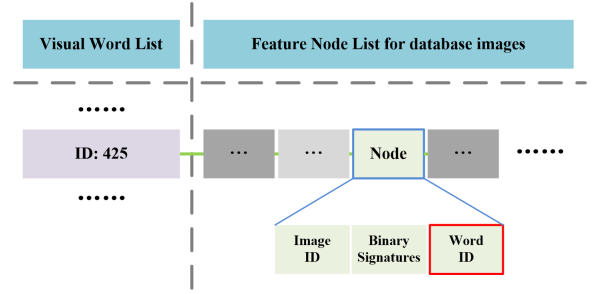 Visual Word List
Feature Node List for database images
......
ID: 425
...
...
Node
...
......
......
Image
ID
Binary
Signatures
Word
ID